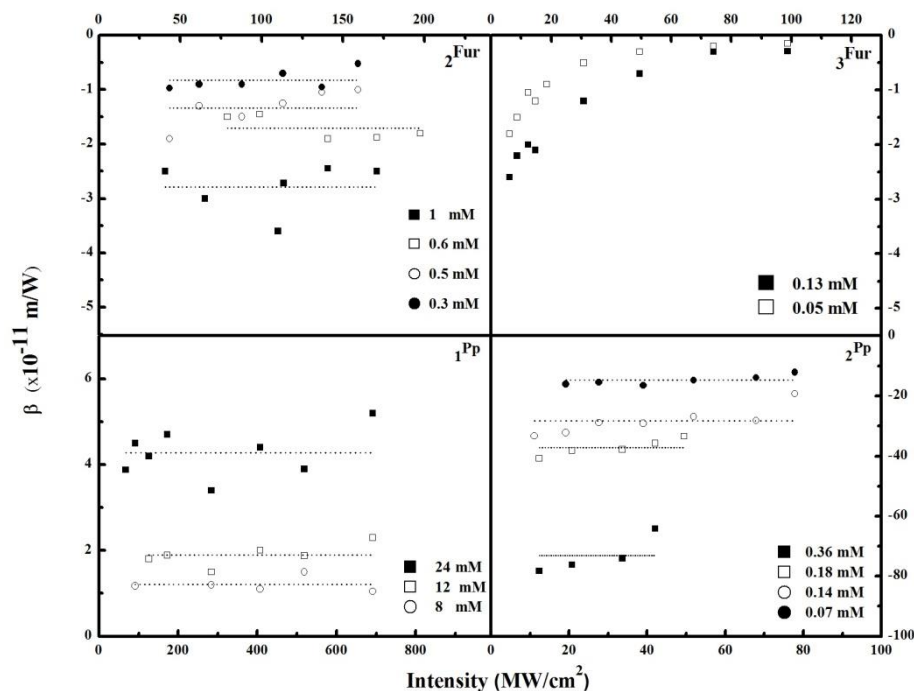 0 50 100 150 200 0 20 40 60 80 100 120
0
-1
-2
-3
-4
-5
2Fur
1 mM
0.6 mM
0.5 mM
0.3 mM
3Fur
0.13 mM
0.05 mM
0
-1
-2
-3
-4
-5
0
β (x10-11 m/W)
6
4
2
0
1Pp
24 mM
12 mM
8 mM
2Pp
0.36 mM
0.18 mM
0.14 mM
0.07 mM
-20
-40
-60
-80
-100
200 400 600 800 0 20 40 60 80 100
Intensity (MW/cm2)